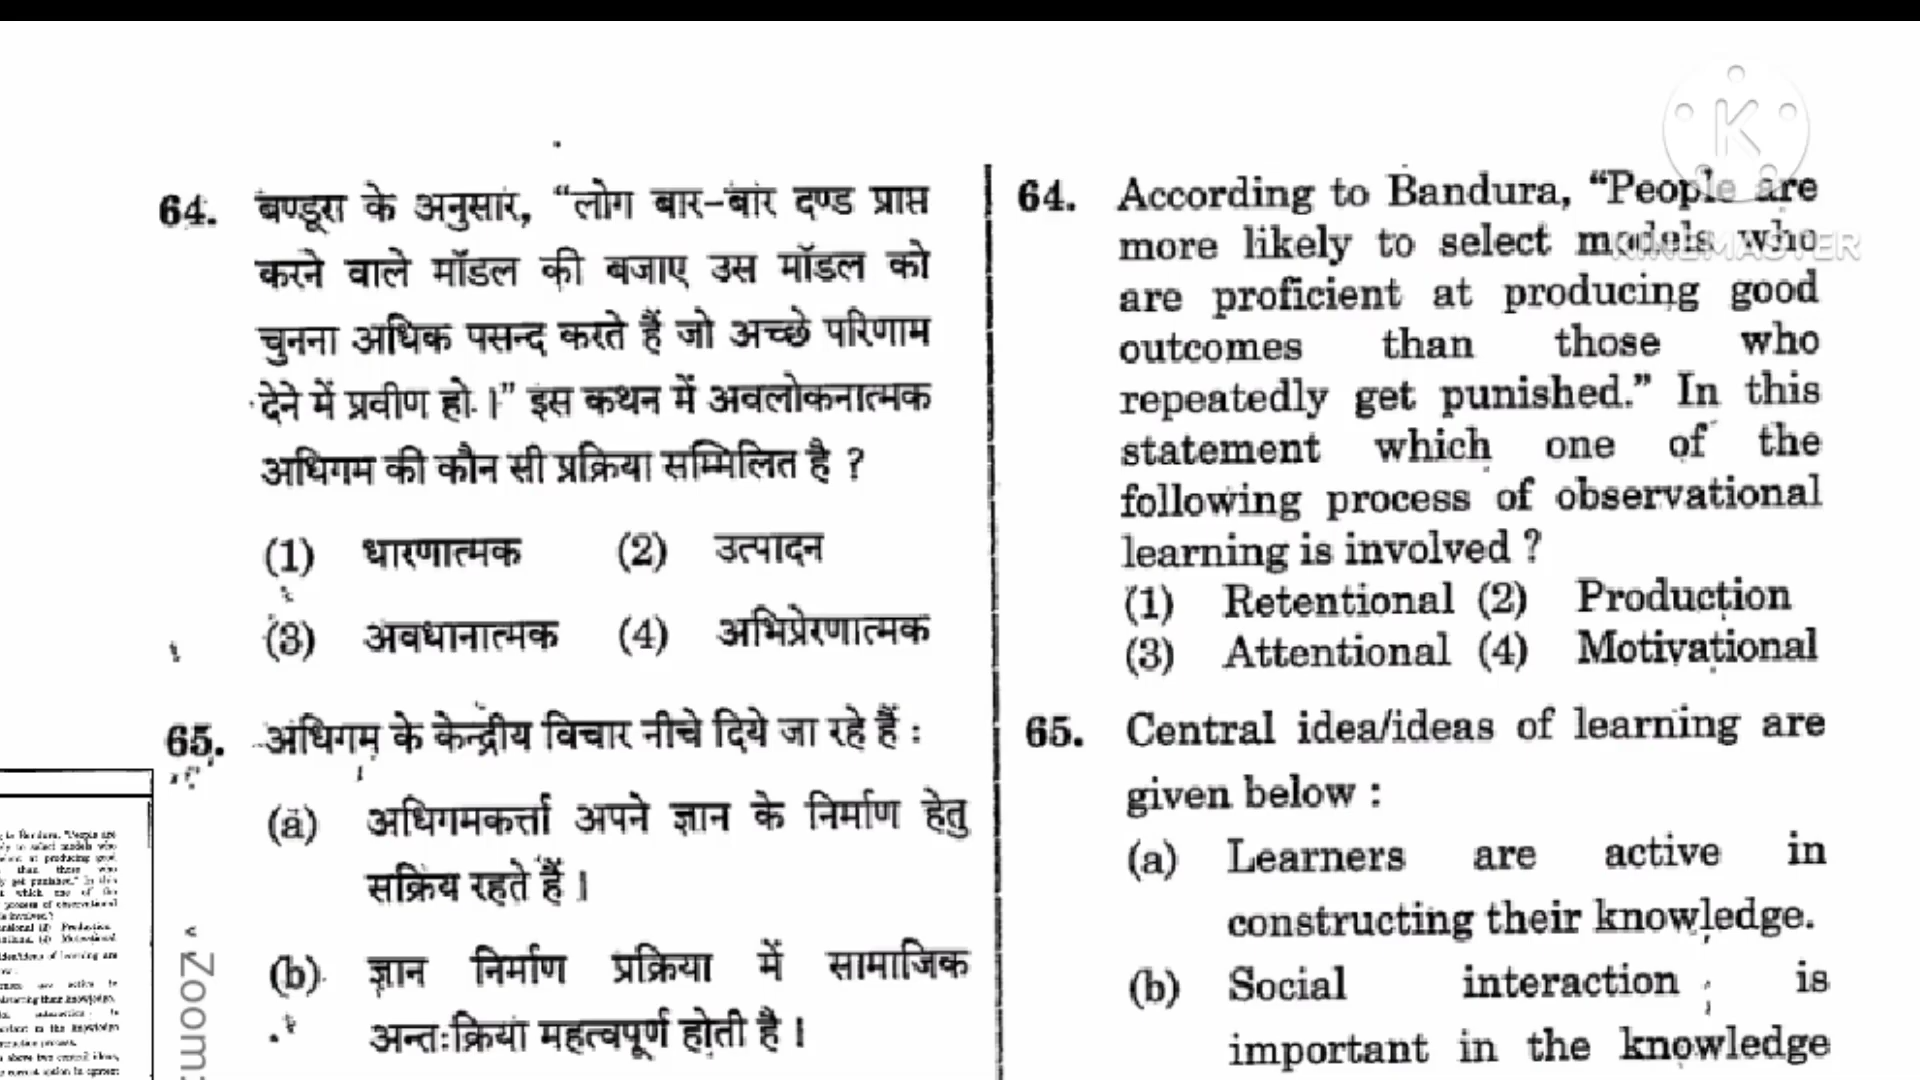 64. बण्डूरा के अनुसार, “लोग बार-बार दण्ड प्राप्त
करने वाले मॉडल की बजाए उस मॉडल को
चुनना अधिक पसन्द करते हैं जो अच्छे परिणाम
देने में प्रवीण हो ।” इस कथन में अवलोकनात्मक
अधिगम की कौन सी प्रक्रिया सम्मिलित है ?
(1) धारणात्मक (2) उत्पादन
(3) अवधानात्मक (4) अभिप्रेरणात्मक
65. अधिगम के केन्द्रीय विचार नीचे दिये जा रहे हैं :
(a) अधिगमकर्त्ता अपने ज्ञान के निर्माण हेतु
सक्रिय रहते हैं ।
(b) ज्ञान निर्माण प्रक्रिया में सामाजिक
अन्तःक्रिया महत्वपूर्ण होती है ।
64. According to Bandura, “People are
more likely to select models who
are proficient at producing good
outcomes than those who
repeatedly get punished.” In this
statement which one of the
following process of observational
learning is involved ?
(1) Retentional (2) Production
(3) Attentional (4) Motivational
65. Central idea/ideas of learning are
given below :
(a) Learners are active in
constructing their knowledge.
(b) Social interaction is
important in the knowledge
KINEMASTER
K
< Zoom